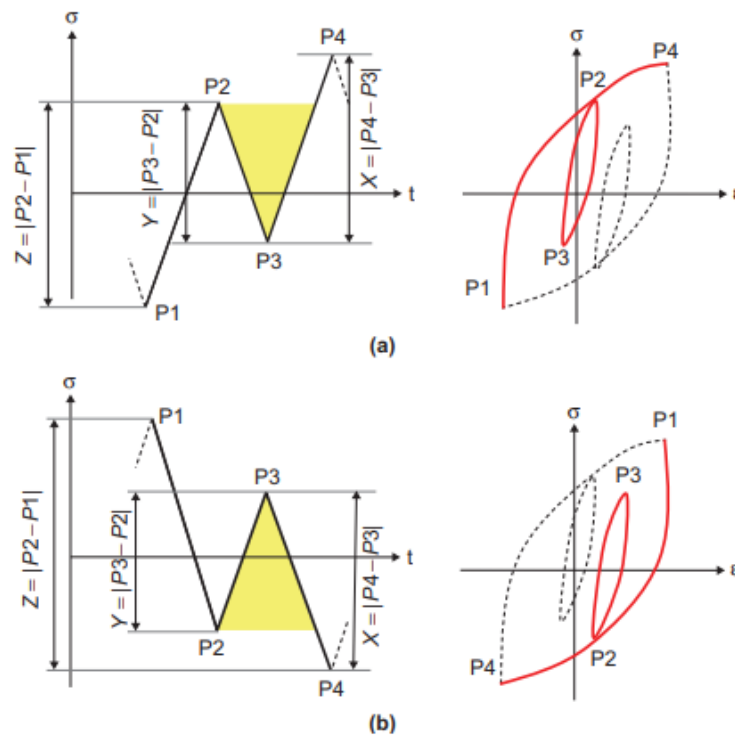 σ
P4
P2
P3
P1
t
Z = |P2 – P1|
Y = |P3 – P2|
X = |P4 – P3|
σ
P4
P2
ε
P3
P1
(a)
σ
P1
P3
t
P2
P4
Z = |P2 – P1|
Y = |P3 – P2|
X = |P4 – P3|
σ
P1
P3
ε
P2
P4
(b)